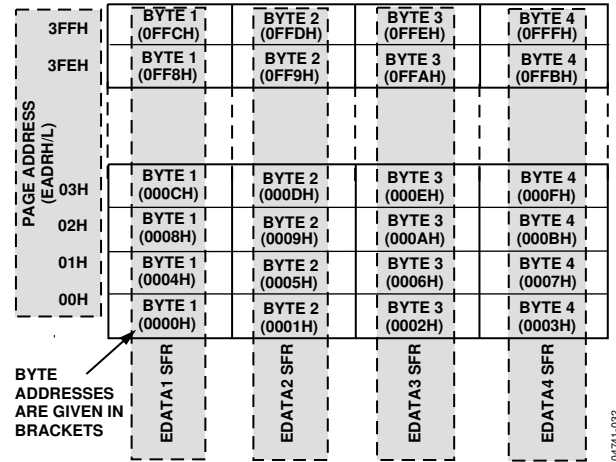 3FFH
BYTE 1 (0FFCH)
BYTE 2 (0FFDH)
BYTE 3 (0FFEH)
BYTE 4 (0FFFH)
3FEH
BYTE 1 (0FF8H)
BYTE 2 (0FF9H)
BYTE 3 (0FFAH)
BYTE 4 (0FFBH)
PAGE ADDRESS
(EADRH/L)
03H
BYTE 1 (000CH)
BYTE 2 (000DH)
BYTE 3 (000EH)
BYTE 4 (000FH)
02H
BYTE 1 (0008H)
BYTE 2 (0009H)
BYTE 3 (000AH)
BYTE 4 (000BH)
01H
BYTE 1 (0004H)
BYTE 2 (0005H)
BYTE 3 (0006H)
BYTE 4 (0007H)
00H
BYTE 1 (0000H)
BYTE 2 (0001H)
BYTE 3 (0002H)
BYTE 4 (0003H)
BYTE
ADDRESSES
ARE GIVEN IN
BRACKETS
EDATA1 SFR
EDATA2 SFR
EDATA3 SFR
EDATA4 SFR
04741-032